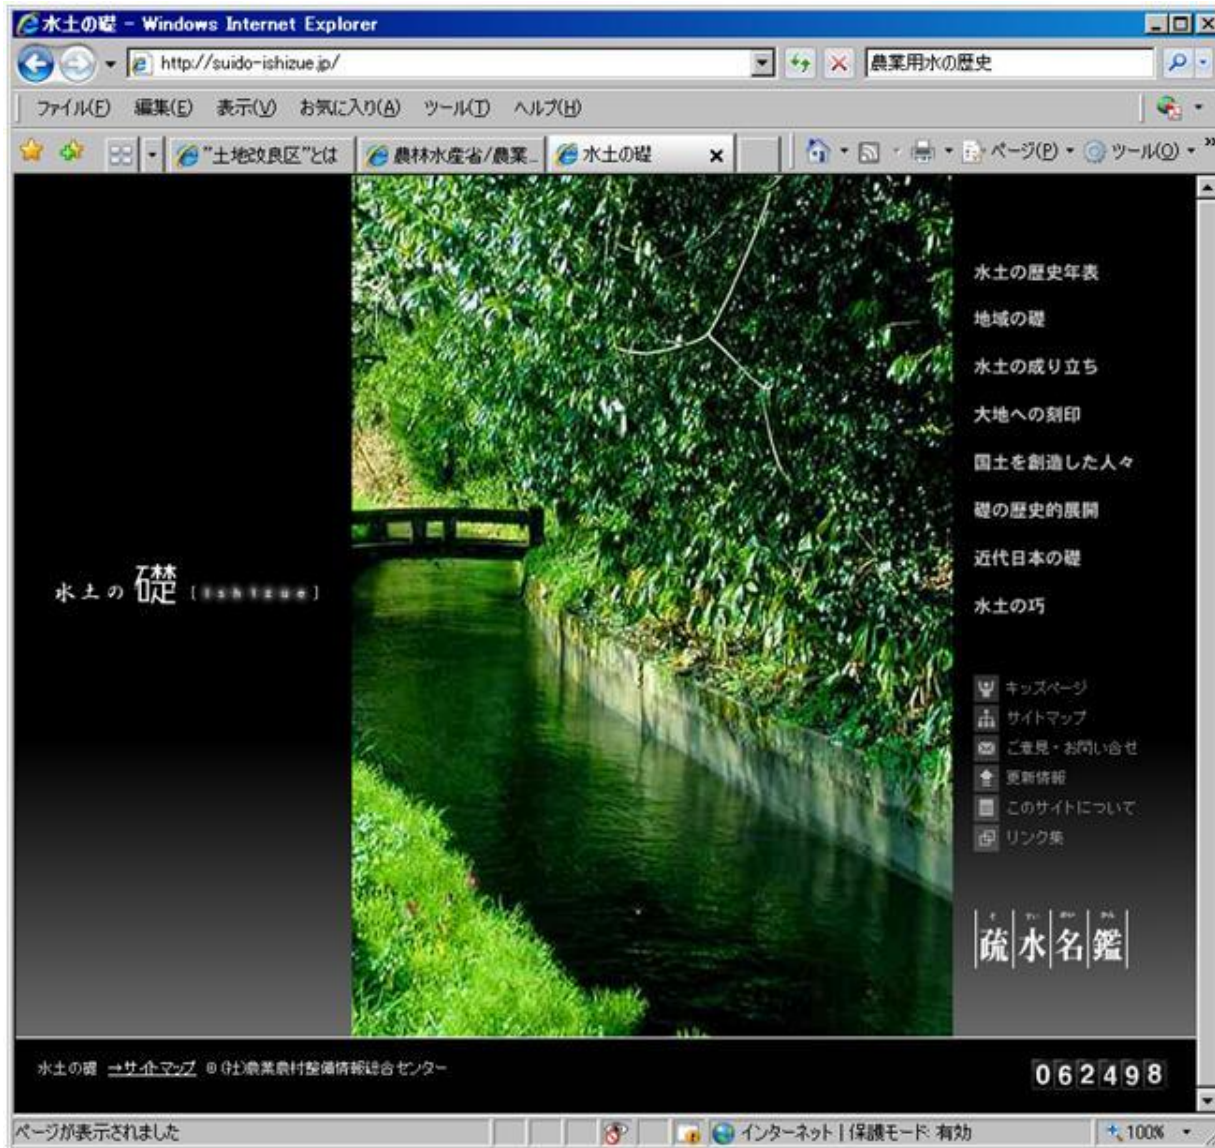 水土の礎 - Windows Internet Explorer
http://suido-ishizue.jp/
農業用水の歴史
ファイル(F) 編集(E) 表示(V) お気に入り(A) ツール(T) ヘルプ(H)
"土地改良区"とは
農林水産省/農業...
水土の礎
ページ(P)
ツール(O)
水土の歴史年表
地域の礎
水土の成り立ち
大地への刻印
国土を創造した人々
礎の歴史的展開
近代日本の礎
水土の巧
水土の礎 [ishizue]
キッズページ
サイトマップ
ご意見・お問い合せ
更新情報
このサイトについて
リンク集
そ すい めい かん
疏水名鑑
水土の礎 →サイトマップ © (社)農業農村整備情報総合センター
062498
ページが表示されました
インターネット | 保護モード: 有効
100%